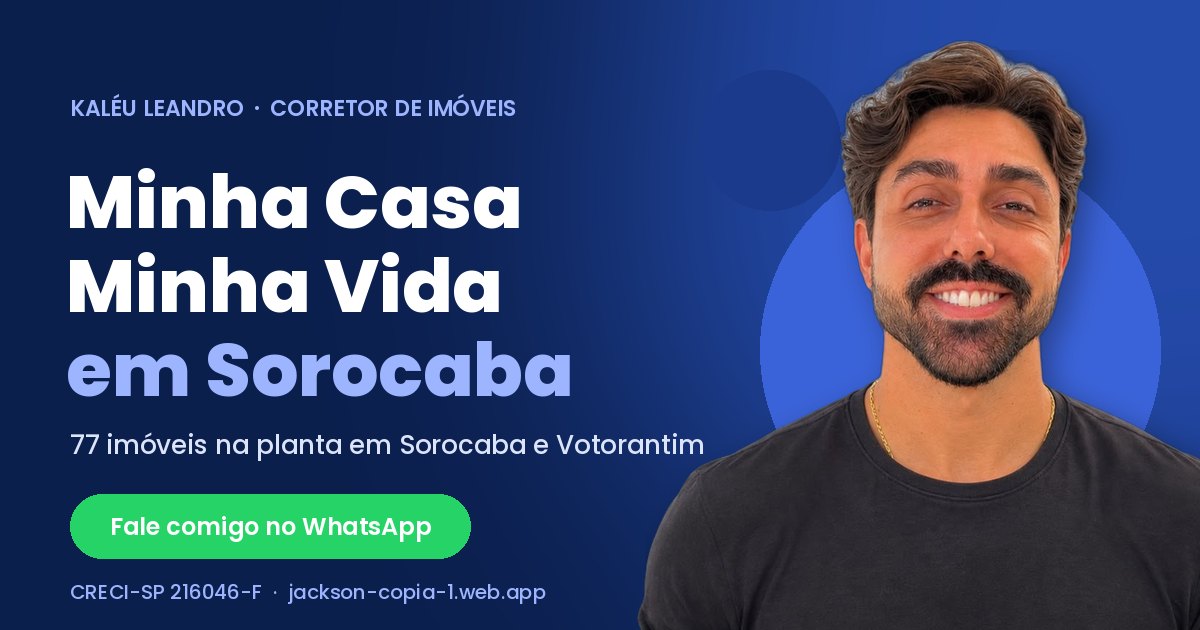 KALÉU LEANDRO · CORRETOR DE IMÓVEIS
Minha Casa
Minha Vida
em Sorocaba
77 imóveis na planta em Sorocaba e Votorantim
Fale comigo no WhatsApp
CRECI-SP 216046-F · jackson-copia-1.web.app